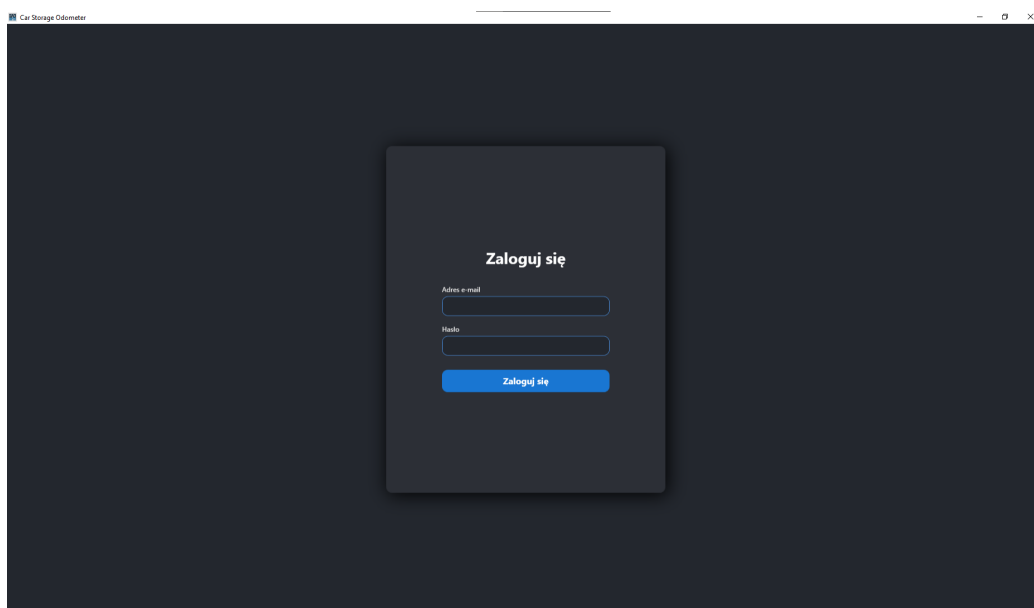 Car Storage Odometer
Zaloguj się
Adres e-mail
Hasło
Zaloguj się